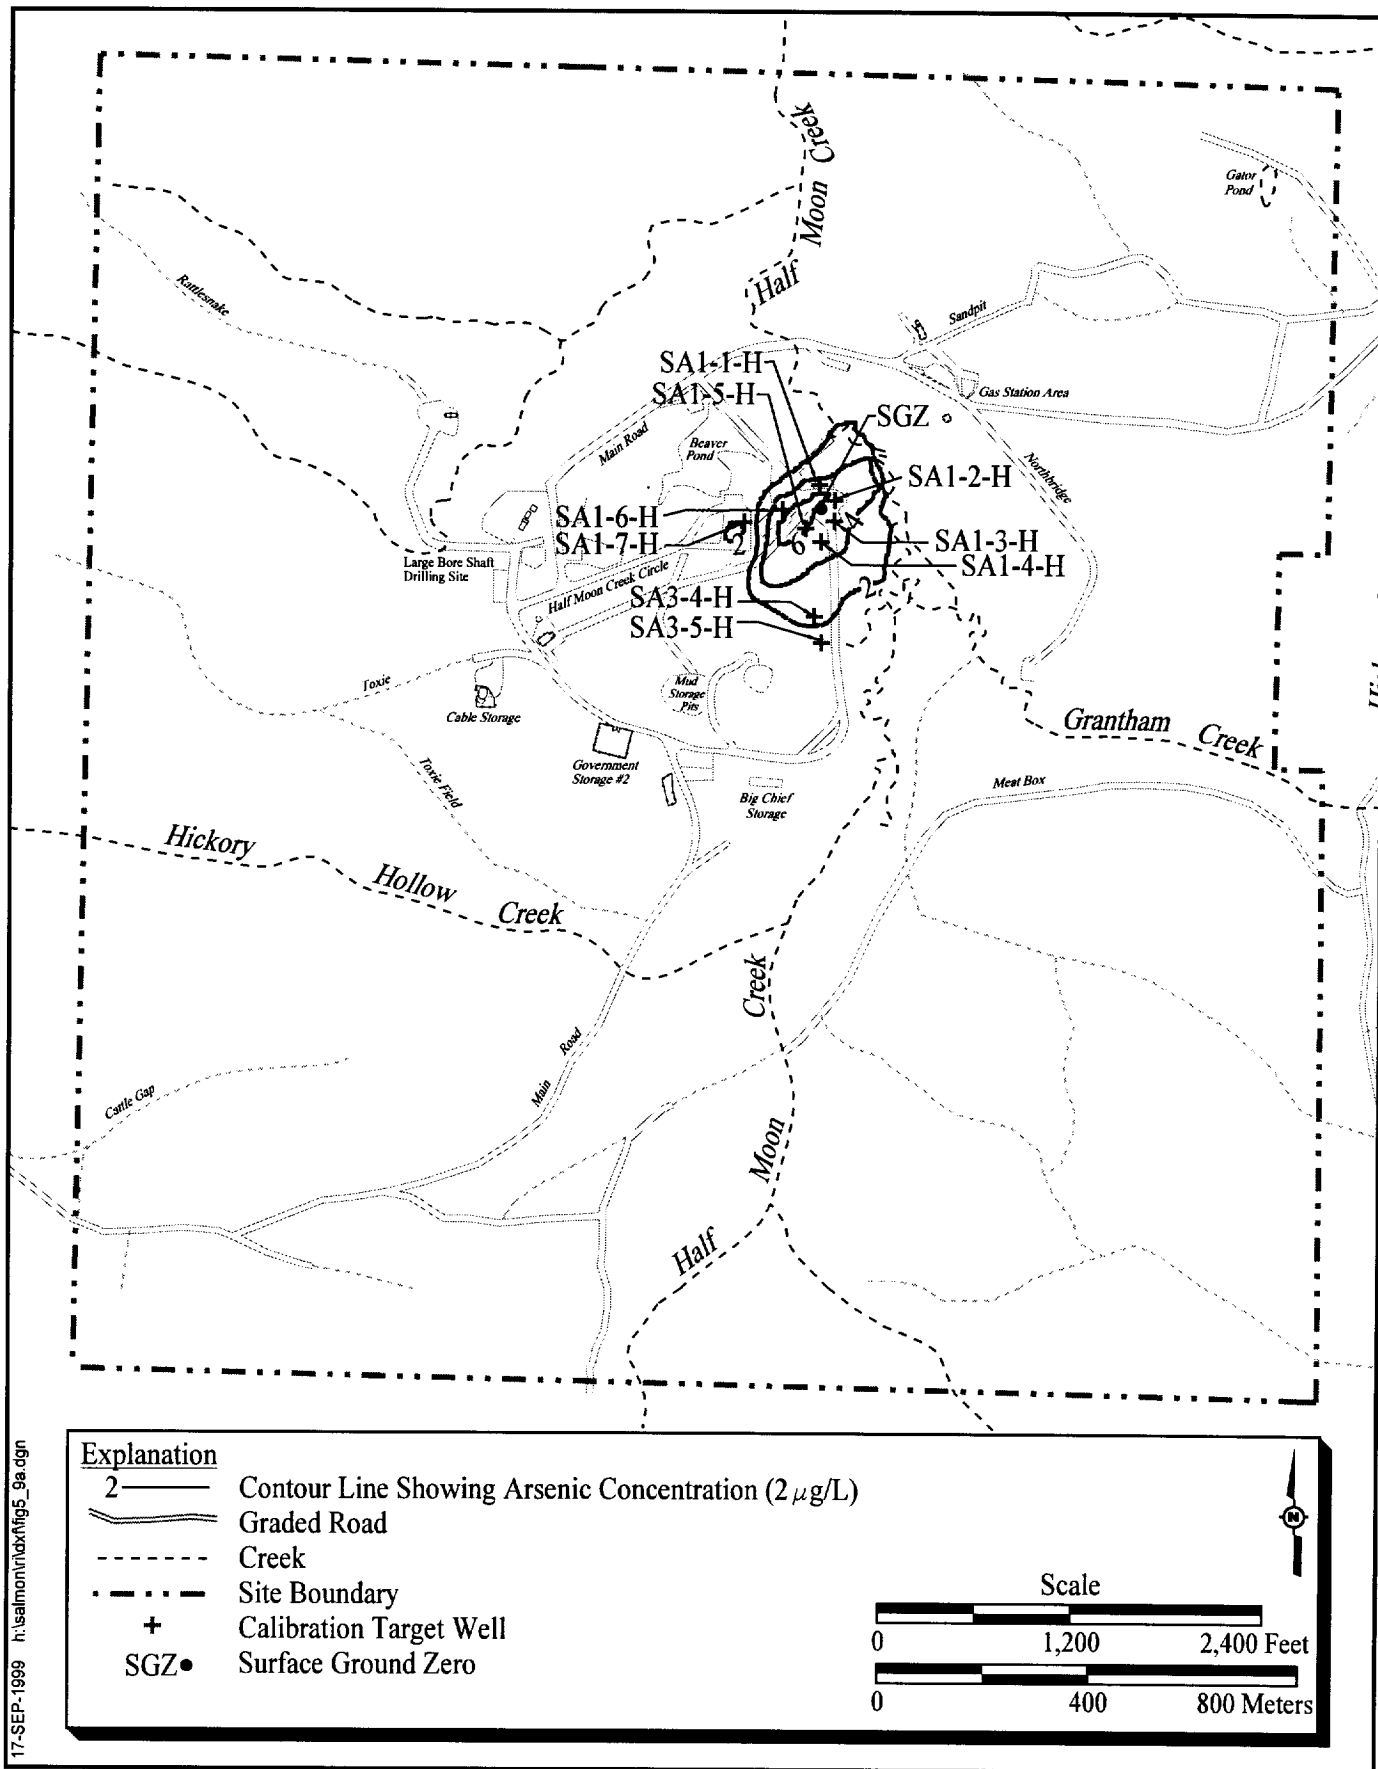 Half Moon Creek
Gator
Pond
Rattlesnake
Sandpit
SA1-1-H
SA1-5-H
Gas Station Area
SGZ
Main Road
Beaver
Pond
Northbridge
SA1-2-H
SA1-6-H
SA1-7-H
2
2
6
4
SA1-3-H
SA1-4-H
Large Bore Shaft
Drilling Site
Half Moon Creek Circle
2
SA3-4-H
SA3-5-H
Toxie
Mud
Storage
Pits
Cable Storage
Grantham Creek
Government
Storage #2
Toxie Field
Meat Box
Big Chief
Storage
Hickory Hollow Creek
Main Road
Cattle Gap
Half Moon Creek
Explanation
2 Contour Line Showing Arsenic Concentration (2 µg/L)
Graded Road
Creek
Site Boundary
+ Calibration Target Well
SGZ● Surface Ground Zero
N
Scale
0 1,200 2,400 Feet
0 400 800 Meters
17-SEP-1999 h:\salmon\ri\dxf\fig5_9a.dgn